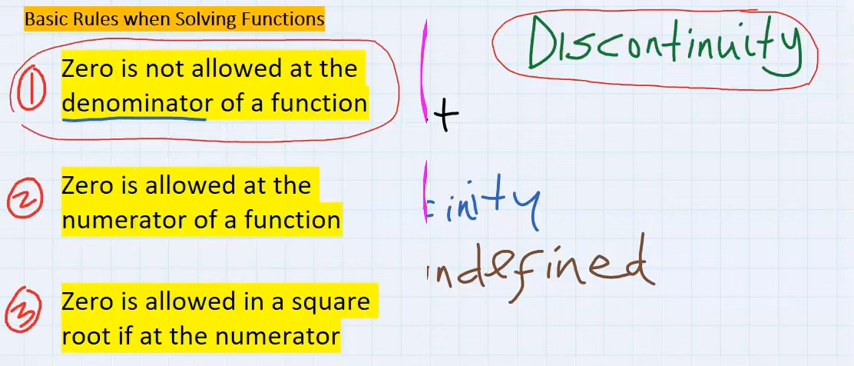 Basic Rules when Solving Functions
Discontinuity
① Zero is not allowed at the
denominator of a function
② Zero is allowed at the
numerator of a function
③ Zero is allowed in a square
root if at the numerator
t
inity
ndefined